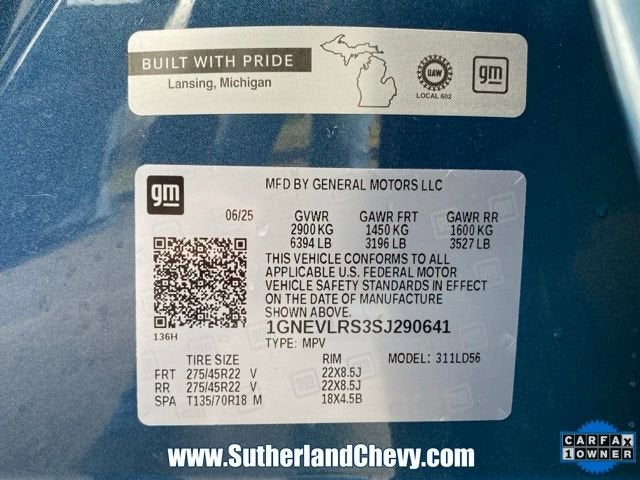 BUILT WITH PRIDE
Lansing, Michigan
UAW
LOCAL 602
gm
gm
MFD BY GENERAL MOTORS LLC
06/25 GVWR GAWR FRT GAWR RR
2900 KG 1450 KG 1600 KG
6394 LB 3196 LB 3527 LB
THIS VEHICLE CONFORMS TO ALL
APPLICABLE U.S. FEDERAL MOTOR
VEHICLE SAFETY STANDARDS IN EFFECT
ON THE DATE OF MANUFACTURE
SHOWN ABOVE.
1GNEVLRS3SJ290641
136H
TYPE: MPV
TIRE SIZE RIM MODEL: 311LD56
FRT 275/45R22 V 22X8.5J
RR 275/45R22 V 22X8.5J
SPA T135/70R18 M 18X4.5B
www.SutherlandChevy.com
CARFAX
1 OWNER